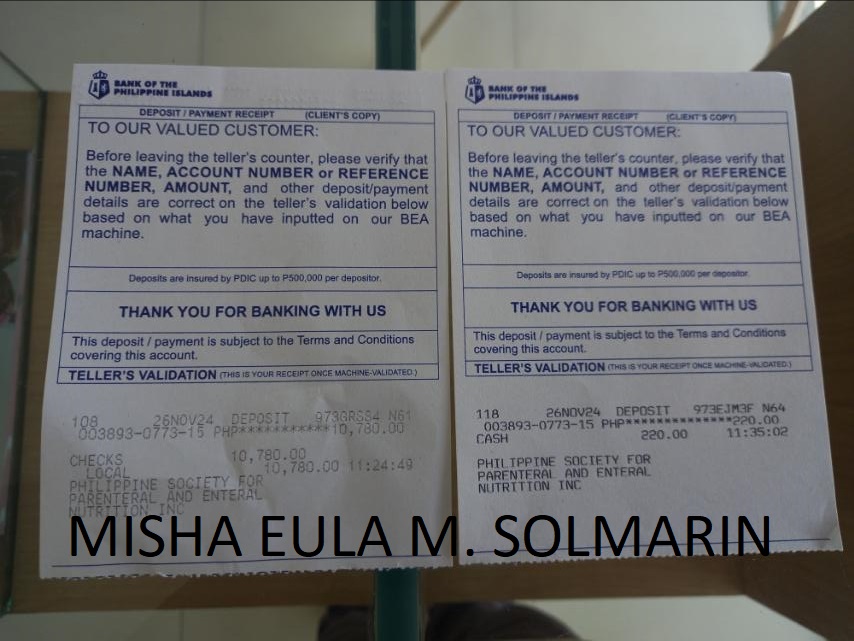 BANK OF THE
PHILIPPINE ISLANDS
DEPOSIT / PAYMENT RECEIPT (CLIENT'S COPY)
TO OUR VALUED CUSTOMER:
Before leaving the teller's counter, please verify that
the NAME, ACCOUNT NUMBER or REFERENCE
NUMBER, AMOUNT, and other deposit/payment
details are correct on the teller's validation below
based on what you have inputted on our BEA
machine.
Deposits are insured by PDIC up to P500,000 per depositor.
THANK YOU FOR BANKING WITH US
This deposit / payment is subject to the Terms and Conditions
covering this account.
TELLER'S VALIDATION (THIS IS YOUR RECEIPT ONCE MACHINE-VALIDATED.)
108 26NOV24 DEPOSIT 973GRSS4 N61
003893-0773-15 PHP***********10,780.00
CHECKS 10,780.00
LOCAL 10,780.00 11:24:49
PHILIPPINE SOCIETY FOR
PARENTERAL AND ENTERAL
NUTRITION INC
BANK OF THE
PHILIPPINE ISLANDS
DEPOSIT / PAYMENT RECEIPT (CLIENT'S COPY)
TO OUR VALUED CUSTOMER:
Before leaving the teller's counter, please verify that
the NAME, ACCOUNT NUMBER or REFERENCE
NUMBER, AMOUNT, and other deposit/payment
details are correct on the teller's validation below
based on what you have inputted on our BEA
machine.
Deposits are insured by PDIC up to P500,000 per depositor.
THANK YOU FOR BANKING WITH US
This deposit / payment is subject to the Terms and Conditions
covering this account.
TELLER'S VALIDATION (THIS IS YOUR RECEIPT ONCE MACHINE-VALIDATED.)
118 26NOV24 DEPOSIT 973EJM3F N64
003893-0773-15 PHP**************220.00
CASH 220.00 11:35:02
PHILIPPINE SOCIETY FOR
PARENTERAL AND ENTERAL
NUTRITION INC
MISHA EULA M. SOLMARIN